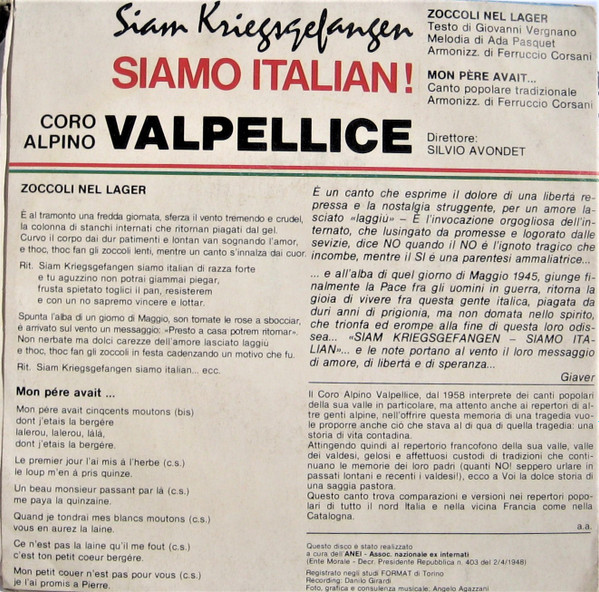 Siam Kriegsgefangen
SIAMO ITALIAN!
CORO
ALPINO VALPELLICE
ZOCCOLI NEL LAGER
Testo di Giovanni Vergnano
Melodia di Ada Pasquet
Armonizz. di Ferruccio Corsani
MON PÈRE AVAIT...
Canto popolare tradizionale
Armonizz. di Ferruccio Corsani
Direttore:
SILVIO AVONDET
ZOCCOLI NEL LAGER
È al tramonto una fredda giornata, sferza il vento tremendo e crudel,
la colonna di stanchi internati che ritornan piagati dal gel.
Curvo il corpo dai dur patimenti e lontan van sognando l'amor,
e thoc, thoc fan gli zoccoli lenti, mentre un canto s'innalza dai cuor.
Rit. Siam Kriegsgefangen siamo italian di razza forte
e tu aguzzino non potrai giammai piegar,
frusta spietato toglici il pan, resisterem
e con un no sapremo vincere e lottar.
Spunta l'alba di un giorno di Maggio, son tornate le rose a sbocciar,
è arrivato sul vento un messaggio: «Presto a casa potrem ritornar».
Non nerbate ma dolci carezze dell'amore lasciato laggiù
e thoc, thoc fan gli zoccoli in festa cadenzando un motivo che fu.
Rit. Siam Kriegsgefangen siamo italian... ecc.
Mon pére avait ...
Mon pére avait cinqcents moutons (bis)
dont j'etais la bergére
lalerou, lalerou, làlà,
dont j'etais la bergére.
Le premier jour l'ai mis à l'herbe (c.s.)
le loup m'en à pris quinze.
Un beau monsieur passant par là (c.s.)
me paya la quinzaine.
Quand je tondrai mes blancs moutons (c.s.)
vous en aurez la laine.
Ce n'est pas la laine qu'il me fout (c.s.)
c'est ton petit coeur bergére.
Mon petit couer n'est pas pour vous (c.s.)
je l'ai promis a Pierre.
È un canto che esprime il dolore di una libertà re-
pressa e la nostalgia struggente, per un amore la-
sciato «laggiù» – È l'invocazione orgogliosa dell'in-
ternato, che lusingato da promesse e logorato dalle
sevizie, dice NO quando il NO è l'ignoto tragico che
incombe, mentre il SI è una parentesi ammaliatrice...
... e all'alba di quel giorno di Maggio 1945, giunge fi-
nalmente la Pace fra gli uomini in guerra, ritorna la
gioia di vivere fra questa gente italica, piagata da
duri anni di prigionia, ma non domata nello spirito,
che trionfa ed erompe alla fine di questa loro odis-
sea... «SIAM KRIEGSGEFANGEN – SIAMO ITA-
LIAN»... e le note portano al vento il loro messaggio
di amore, di libertà e di speranza...
Giaver
Il Coro Alpino Valpellice, dal 1958 interprete dei canti popolari
della sua valle in particolare, ma attento anche ai repertori di al-
tre genti alpine, nell'offrire questa memoria di una tragedia vuo-
le proporre anche ciò che stava al di qua di quella tragedia: una
storia di vita contadina.
Attingendo quindi al repertorio francofono della sua valle, valle
dei valdesi, gelosi e affettuosi custodi di tradizioni che conti-
nuano le memorie dei loro padri (quanti NO! seppero urlare in
passati lontani e recenti i valdesi!), ecco a Voi la dolce storia di
una saggia pastora.
Questo canto trova comparazioni e versioni nei repertori popo-
lari di tutto il nord Italia e nella vicina Francia come nella
Catalogna.
a.a.
Questo disco è stato realizzato
a cura dell'ANEI - Assoc. nazionale ex internati
(Ente Morale - Decr. Presidente Repubblica n. 403 del 2/4/1948)
Registrato negli studi FORMAT di Torino
Recording: Danilo Girardi
Foto, grafica e consulenza musicale: Angelo Agazzani